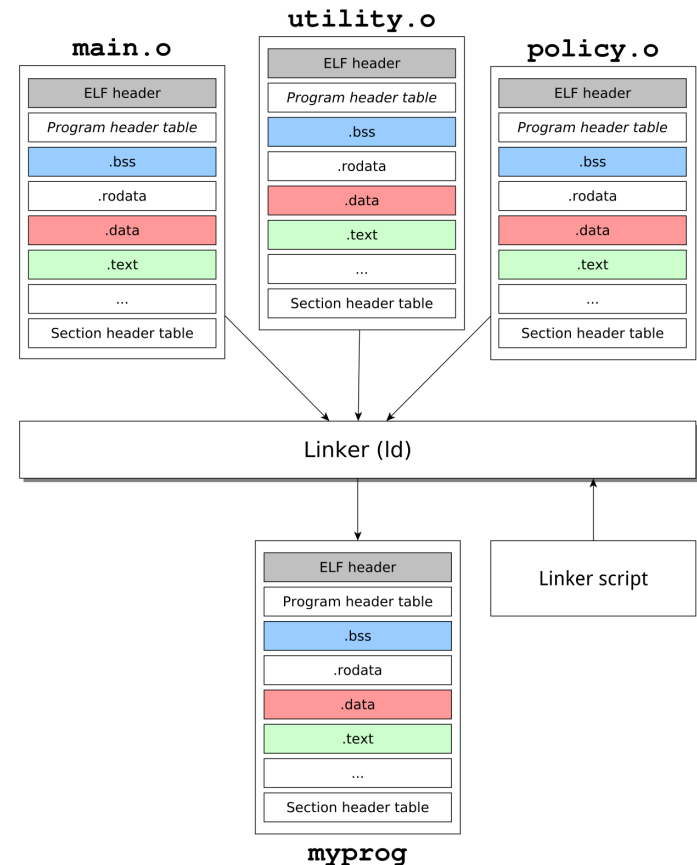 main.o
ELF header
Program header table
.bss
.rodata
.data
.text
...
Section header table
utility.o
ELF header
Program header table
.bss
.rodata
.data
.text
...
Section header table
policy.o
ELF header
Program header table
.bss
.rodata
.data
.text
...
Section header table
Linker (ld)
Linker script
ELF header
Program header table
.bss
.rodata
.data
.text
...
Section header table
myprog